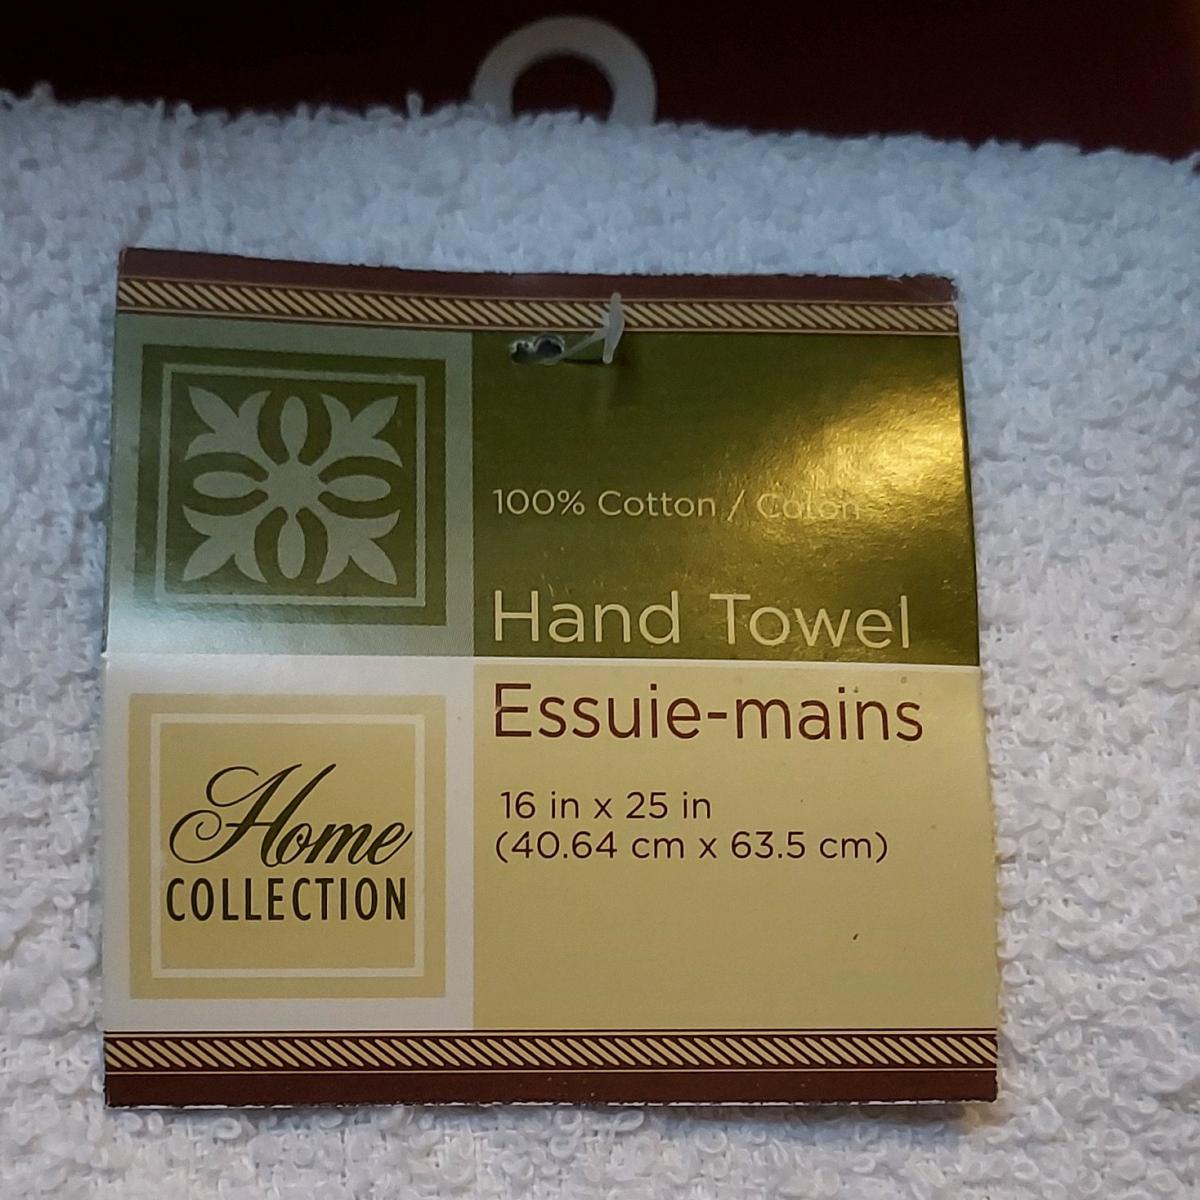 100% Cotton / Coton
Hand Towel
Essuie-mains
16 in x 25 in
(40.64 cm x 63.5 cm)
Home
COLLECTION